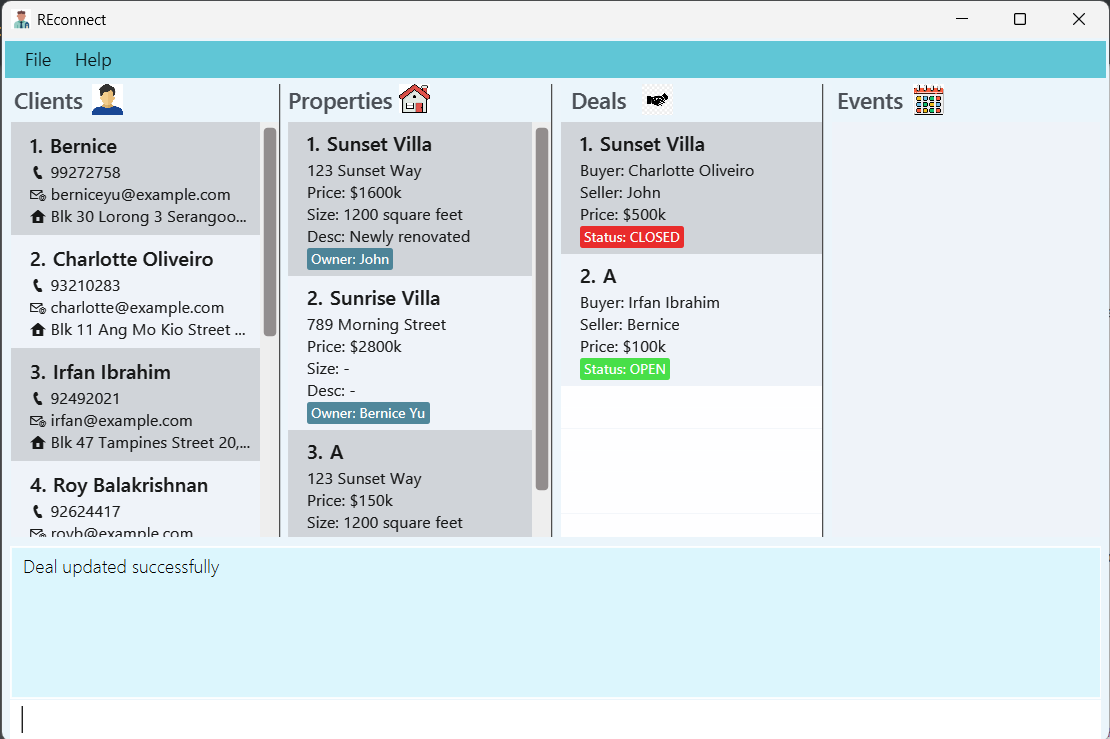 REconnect
File Help
Clients
1. Bernice
99272758
berniceyu@example.com
Blk 30 Lorong 3 Serangoo...
2. Charlotte Oliveiro
93210283
charlotte@example.com
Blk 11 Ang Mo Kio Street ...
3. Irfan Ibrahim
92492021
irfan@example.com
Blk 47 Tampines Street 20,...
4. Roy Balakrishnan
92624417
royb@example.com
Properties
1. Sunset Villa
123 Sunset Way
Price: $1600k
Size: 1200 square feet
Desc: Newly renovated
Owner: John
2. Sunrise Villa
789 Morning Street
Price: $2800k
Size: -
Desc: -
Owner: Bernice Yu
3. A
123 Sunset Way
Price: $150k
Size: 1200 square feet
Deals
1. Sunset Villa
Buyer: Charlotte Oliveiro
Seller: John
Price: $500k
Status: CLOSED
2. A
Buyer: Irfan Ibrahim
Seller: Bernice
Price: $100k
Status: OPEN
Events
Deal updated successfully